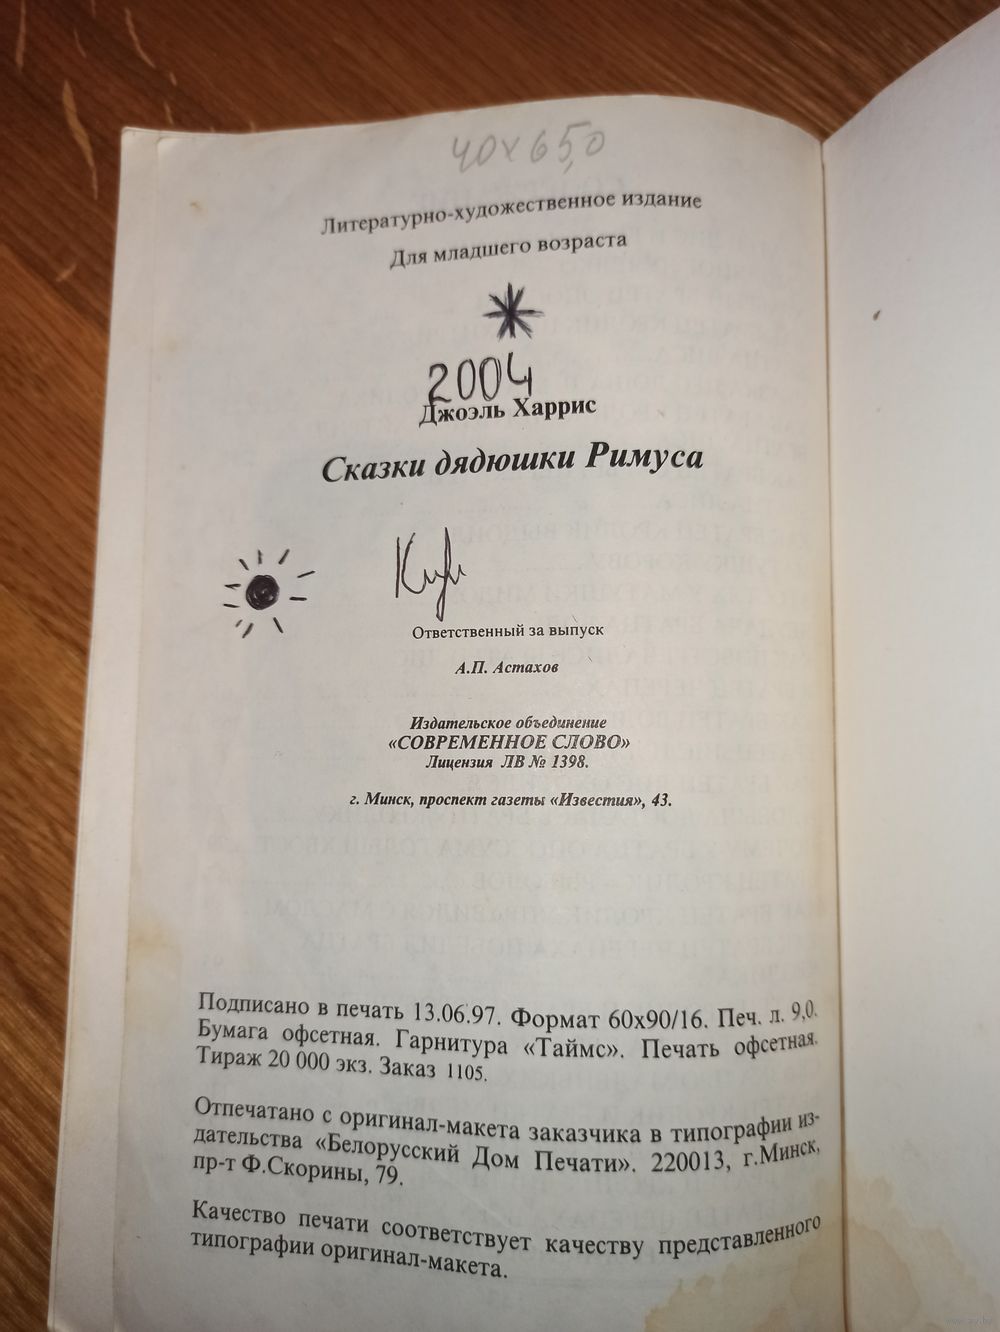 40х65,0
Литературно-художественное издание
Для младшего возраста
2004
Джоэль Харрис
Сказки дядюшки Римуса
Ответственный за выпуск
А.П. Астахов
Издательское объединение
«СОВРЕМЕННОЕ СЛОВО»
Лицензия ЛВ № 1398.
г. Минск, проспект газеты «Известия», 43.
Подписано в печать 13.06.97. Формат 60х90/16. Печ. л. 9,0.
Бумага офсетная. Гарнитура «Таймс». Печать офсетная.
Тираж 20 000 экз. Заказ 1105.
Отпечатано с оригинал-макета заказчика в типографии из-
дательства «Белорусский Дом Печати». 220013, г.Минск,
пр-т Ф.Скорины, 79.
Качество печати соответствует качеству представленного
типографии оригинал-макета.